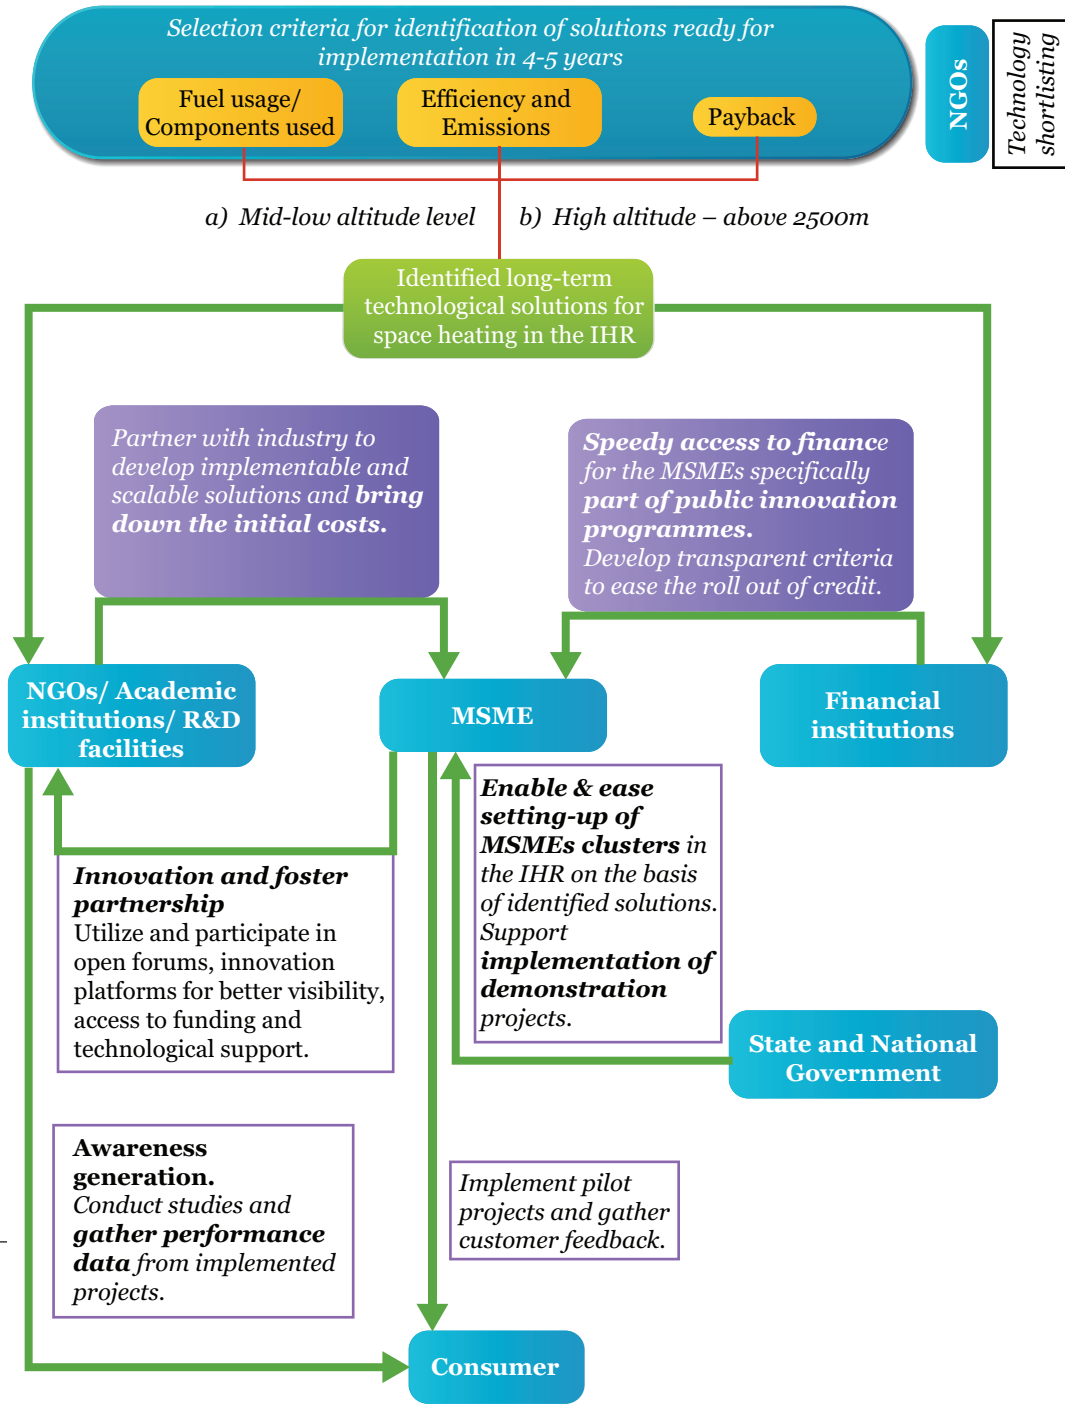 Selection criteria for identification of solutions ready for
implementation in 4-5 years
Fuel usage/
Components used
Efficiency and
Emissions
Payback
NGOs
Technology
shortlisting
a) Mid-low altitude level
b) High altitude – above 2500m
Identified long-term
technological solutions for
space heating in the IHR
Partner with industry to
develop implementable and
scalable solutions and bring
down the initial costs.
Speedy access to finance
for the MSMEs specifically
part of public innovation
programmes.
Develop transparent criteria
to ease the roll out of credit.
NGOs/ Academic
institutions/ R&D
facilities
MSME
Financial
institutions
Enable & ease
setting-up of
MSMEs clusters in
the IHR on the basis
of identified solutions.
Support
implementation of
demonstration
projects.
Innovation and foster
partnership
Utilize and participate in
open forums, innovation
platforms for better visibility,
access to funding and
technological support.
State and National
Government
Awareness
generation.
Conduct studies and
gather performance
data from implemented
projects.
Implement pilot
projects and gather
customer feedback.
Consumer